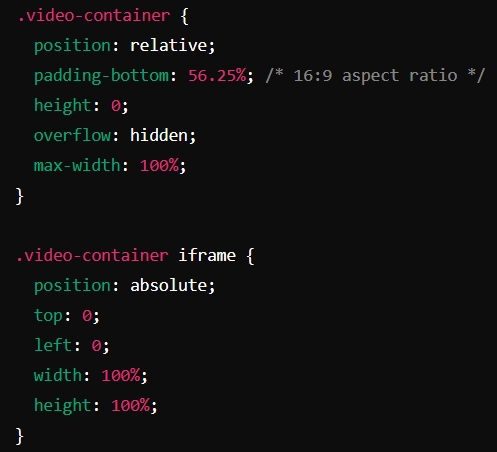 .video-container {
  position: relative;
  padding-bottom: 56.25%; /* 16:9 aspect ratio */
  height: 0;
  overflow: hidden;
  max-width: 100%;
}

.video-container iframe {
  position: absolute;
  top: 0;
  left: 0;
  width: 100%;
  height: 100%;
}